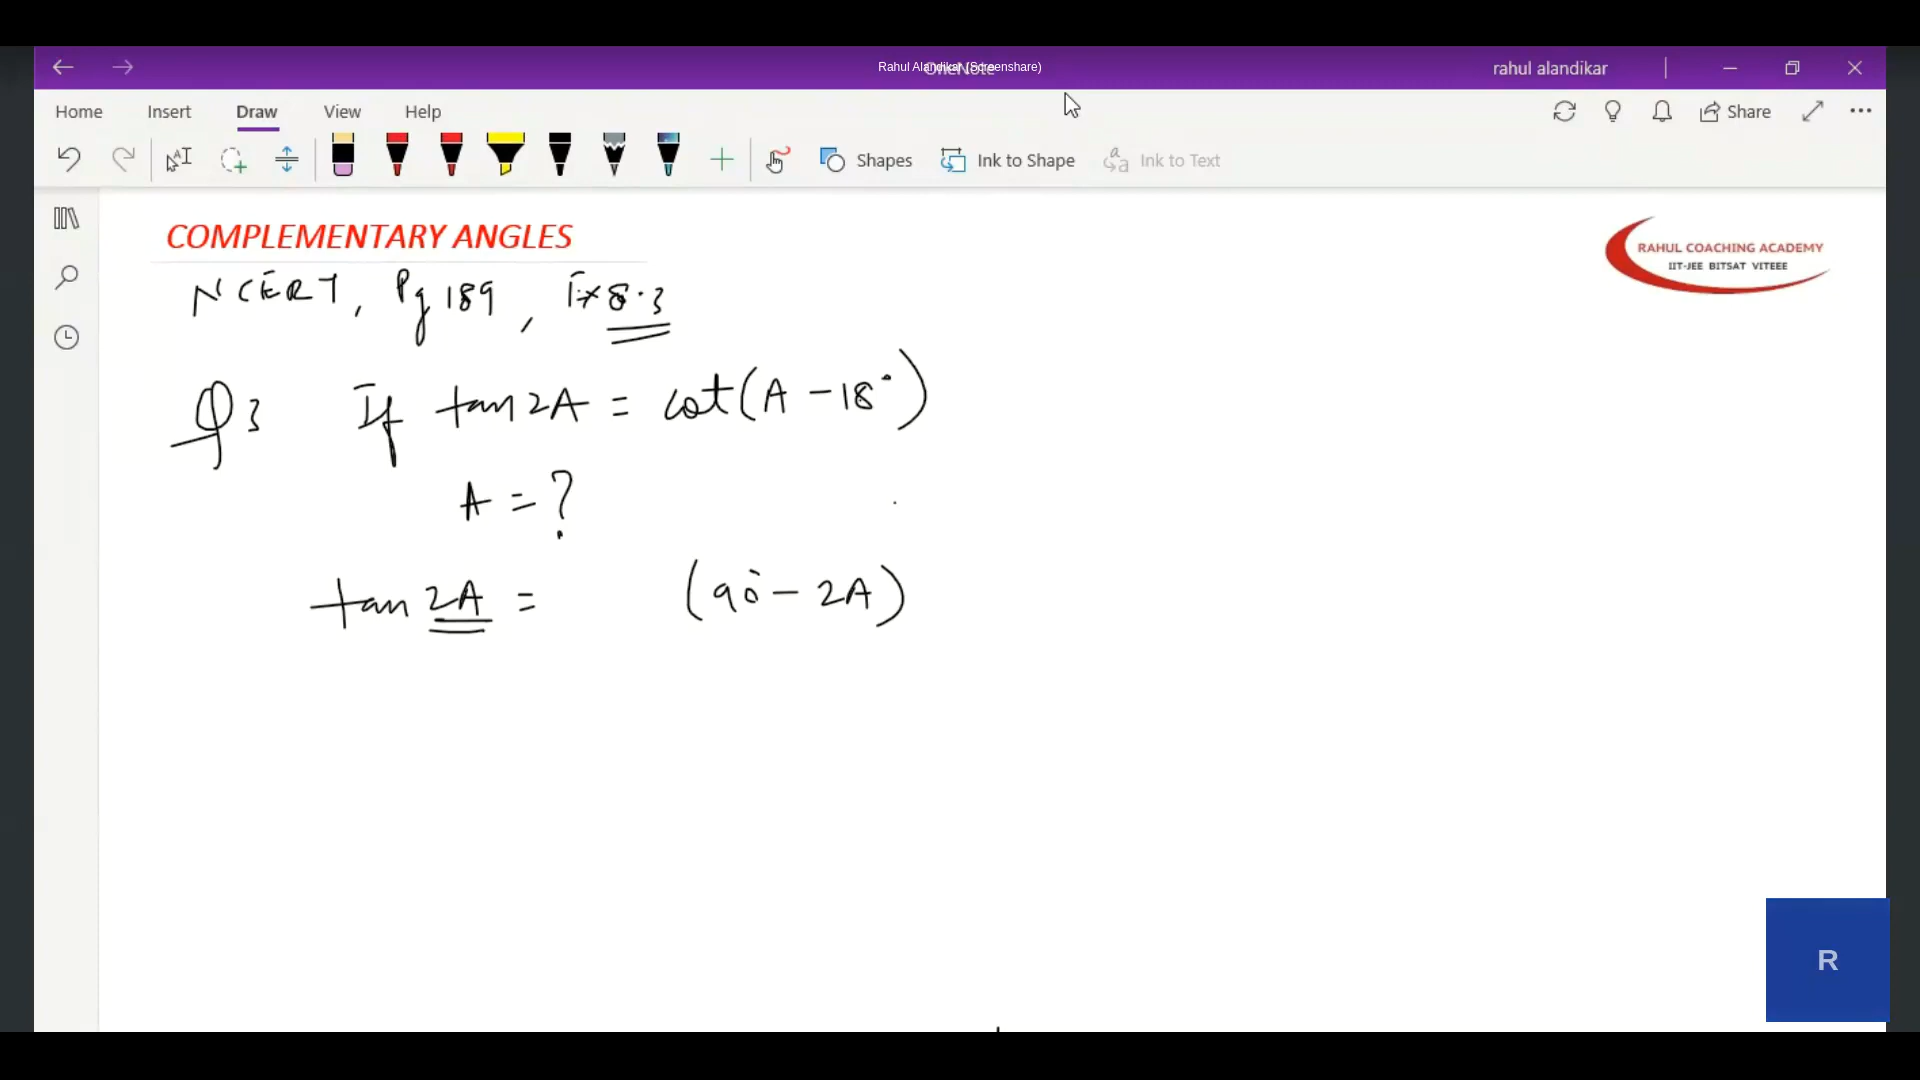 Rahul Alandikar (Screenshare)
rahul alandikar
Home Insert Draw View Help
Share
Shapes Ink to Shape Ink to Text
COMPLEMENTARY ANGLES
RAHUL COACHING ACADEMY
IIT-JEE BITSAT VITEEE
NCERT, Pg 189, Ex 8.3
Q3 If tan 2A = cot (A - 18°)
A = ?
tan 2A = (90° - 2A)
R